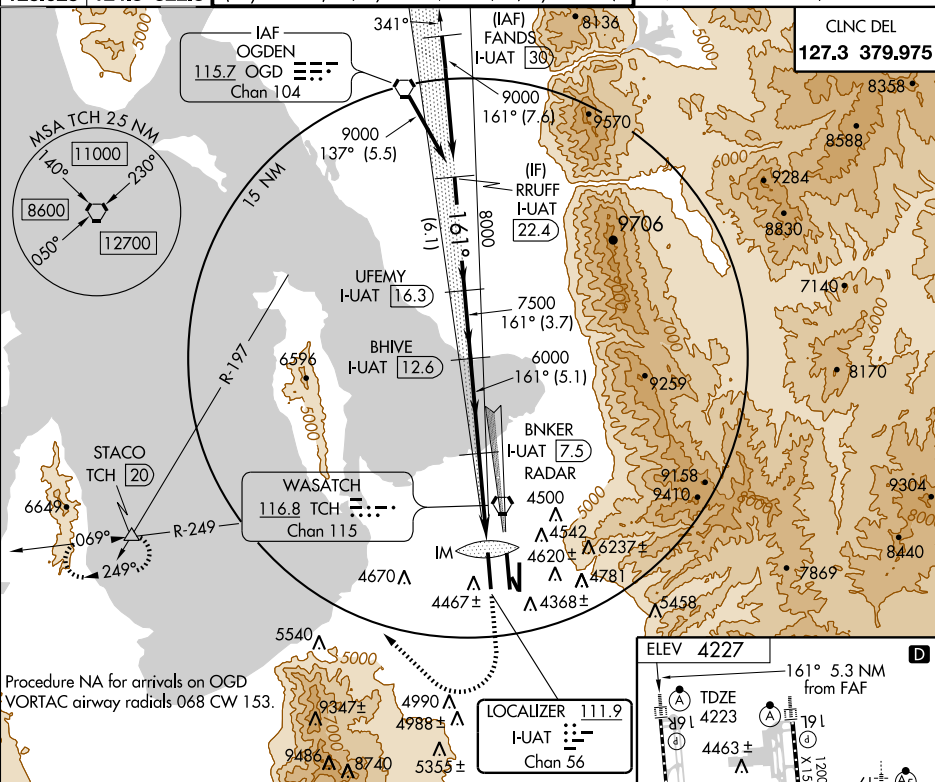 IAF
OGDEN
115.7 OGD
Chan 104
341°
(IAF)
FANDS
I-UAT 30
8136
5000
CLNC DEL
127.3 379.975
8358
9000
161° (7.6)
9570
8588
6000
9000
137° (5.5)
MSA TCH 25 NM
11000
140°
230°
8600
050°
12700
15 NM
(IF)
RRUFF
I-UAT
22.4
9284
8830
9706
161°
8000
(6.1)
UFEMY
I-UAT 16.3
7500
161° (3.7)
7140
BHIVE
I-UAT 12.6
6000
161° (5.1)
8170
9259
6596
5000
R-197
BNKER
I-UAT 7.5
RADAR
STACO
TCH 20
WASATCH
116.8 TCH
Chan 115
9158
9410
9304
6649
069°
249°
R-249
4500
4542
4620±
6237±
8440
IM
4670
4467±
4368±
4781
7869
5458
5540
5000
Procedure NA for arrivals on OGD
VORTAC airway radials 068 CW 153.
9347±
4990
4988±
9486
8740
5355±
LOCALIZER 111.9
I-UAT
Chan 56
ELEV 4227
D
161° 5.3 NM
from FAF
A
TDZE
4223
A
16R
16L
P
P
4463±